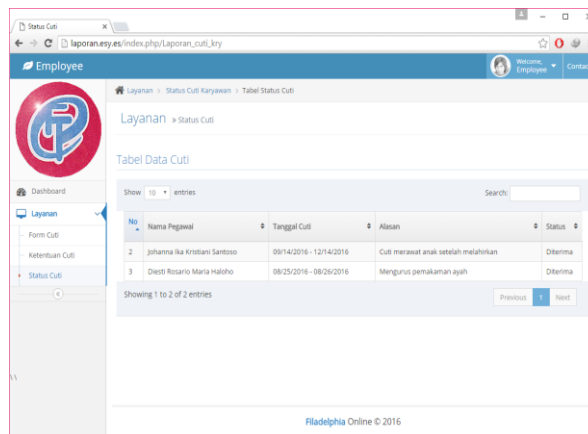 Status Cuti
laporan.esy.es/index.php/Laporan_cuti_kry
Employee
Welcome,
Employee
Contac
Layanan > Status Cuti Karyawan > Tabel Status Cuti
Layanan » Status Cuti
Tabel Data Cuti
Dashboard
Layanan
Form Cuti
Ketentuan Cuti
Status Cuti
Show 10 entries
Search:
No Nama Pegawai Tanggal Cuti Alasan Status
2 Johanna Ika Kristiani Santoso 09/14/2016 - 12/14/2016 Cuti merawat anak setelah melahirkan Diterima
3 Diesti Rosario Maria Haloho 08/25/2016 - 08/26/2016 Mengurus pemakaman ayah Diterima
Showing 1 to 2 of 2 entries
Previous 1 Next
\\
Filadelphia Online © 2016